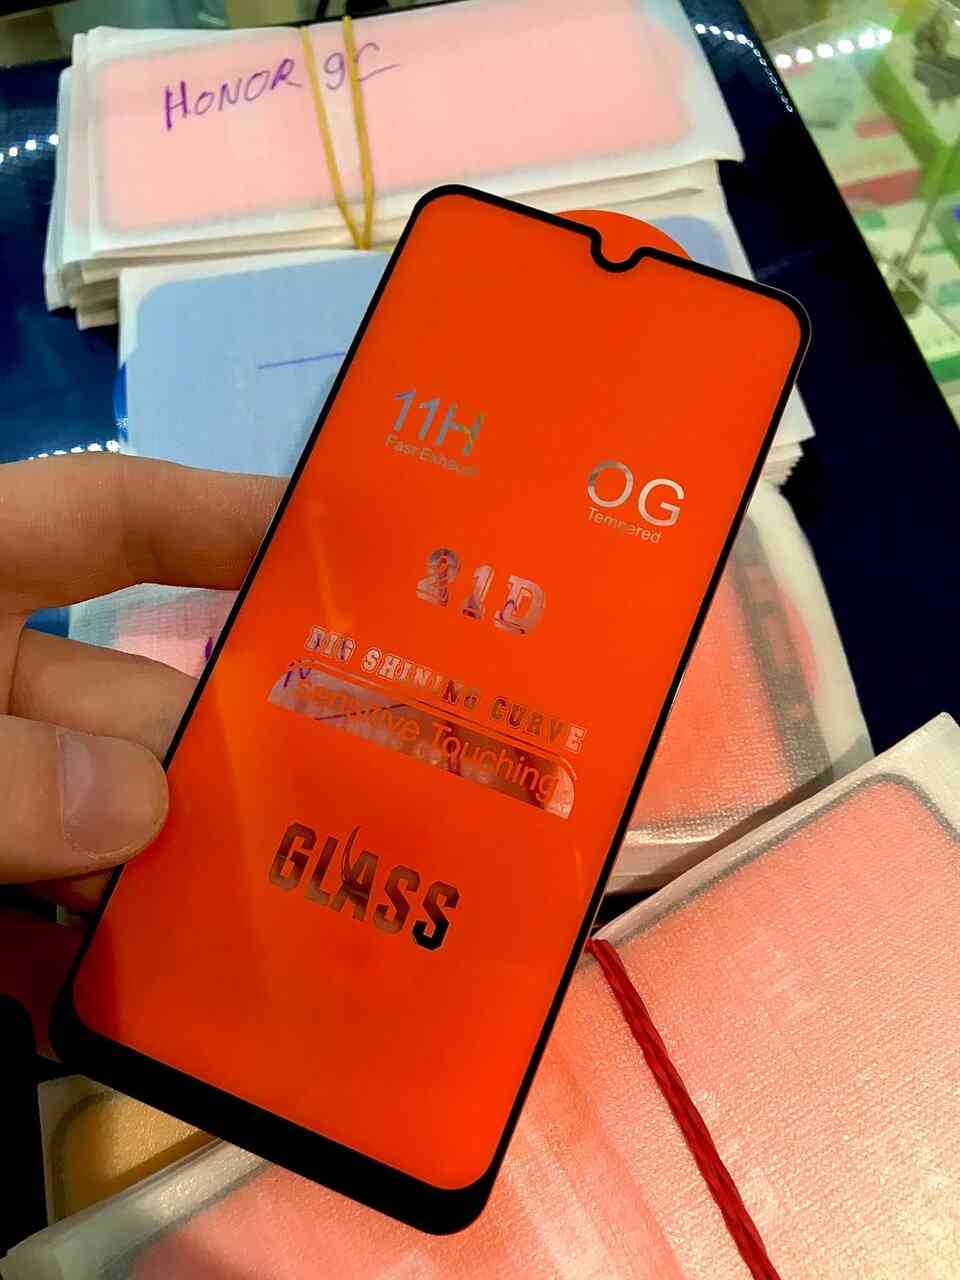 HONOR 9C
11H
Fast Exhaust
OG
Tempered
21D
BIG SHINING CURVE
Sensitive Touching
GLASS